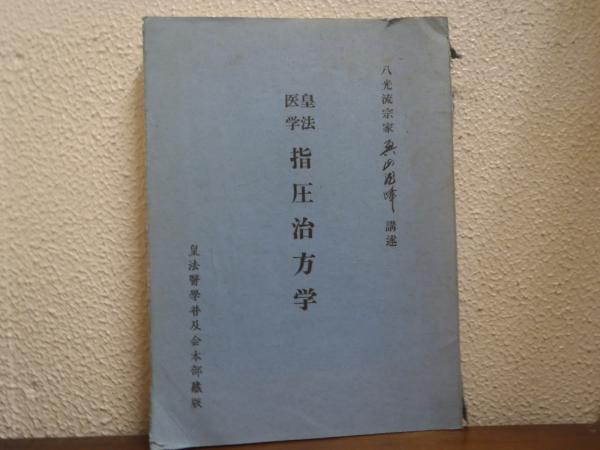 八光流宗家 奥山龍峰 講述
皇法
医学
指圧治方学
皇法醫學普及会本部蔵版